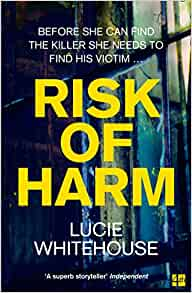 BEFORE SHE CAN FIND
THE KILLER SHE NEEDS TO
FIND HIS VICTIM ...
RISK
OF
HARM
LUCIE
WHITEHOUSE
'A superb storyteller' Independent
4th